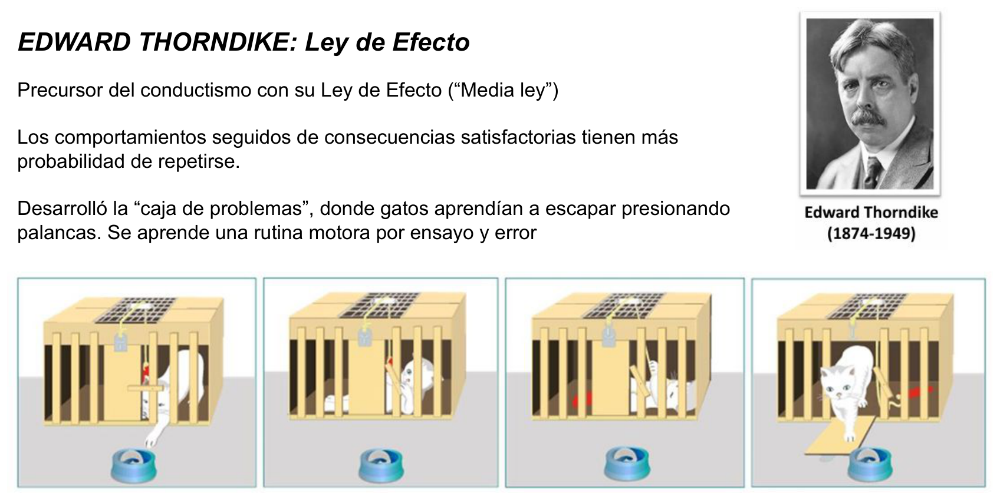 EDWARD THORNDIKE: Ley de Efecto
Precursor del conductismo con su Ley de Efecto (“Media ley”)
Los comportamientos seguidos de consecuencias satisfactorias tienen más
probabilidad de repetirse.
Desarrolló la “caja de problemas”, donde gatos aprendían a escapar presionando
palancas. Se aprende una rutina motora por ensayo y error
Edward Thorndike
(1874-1949)